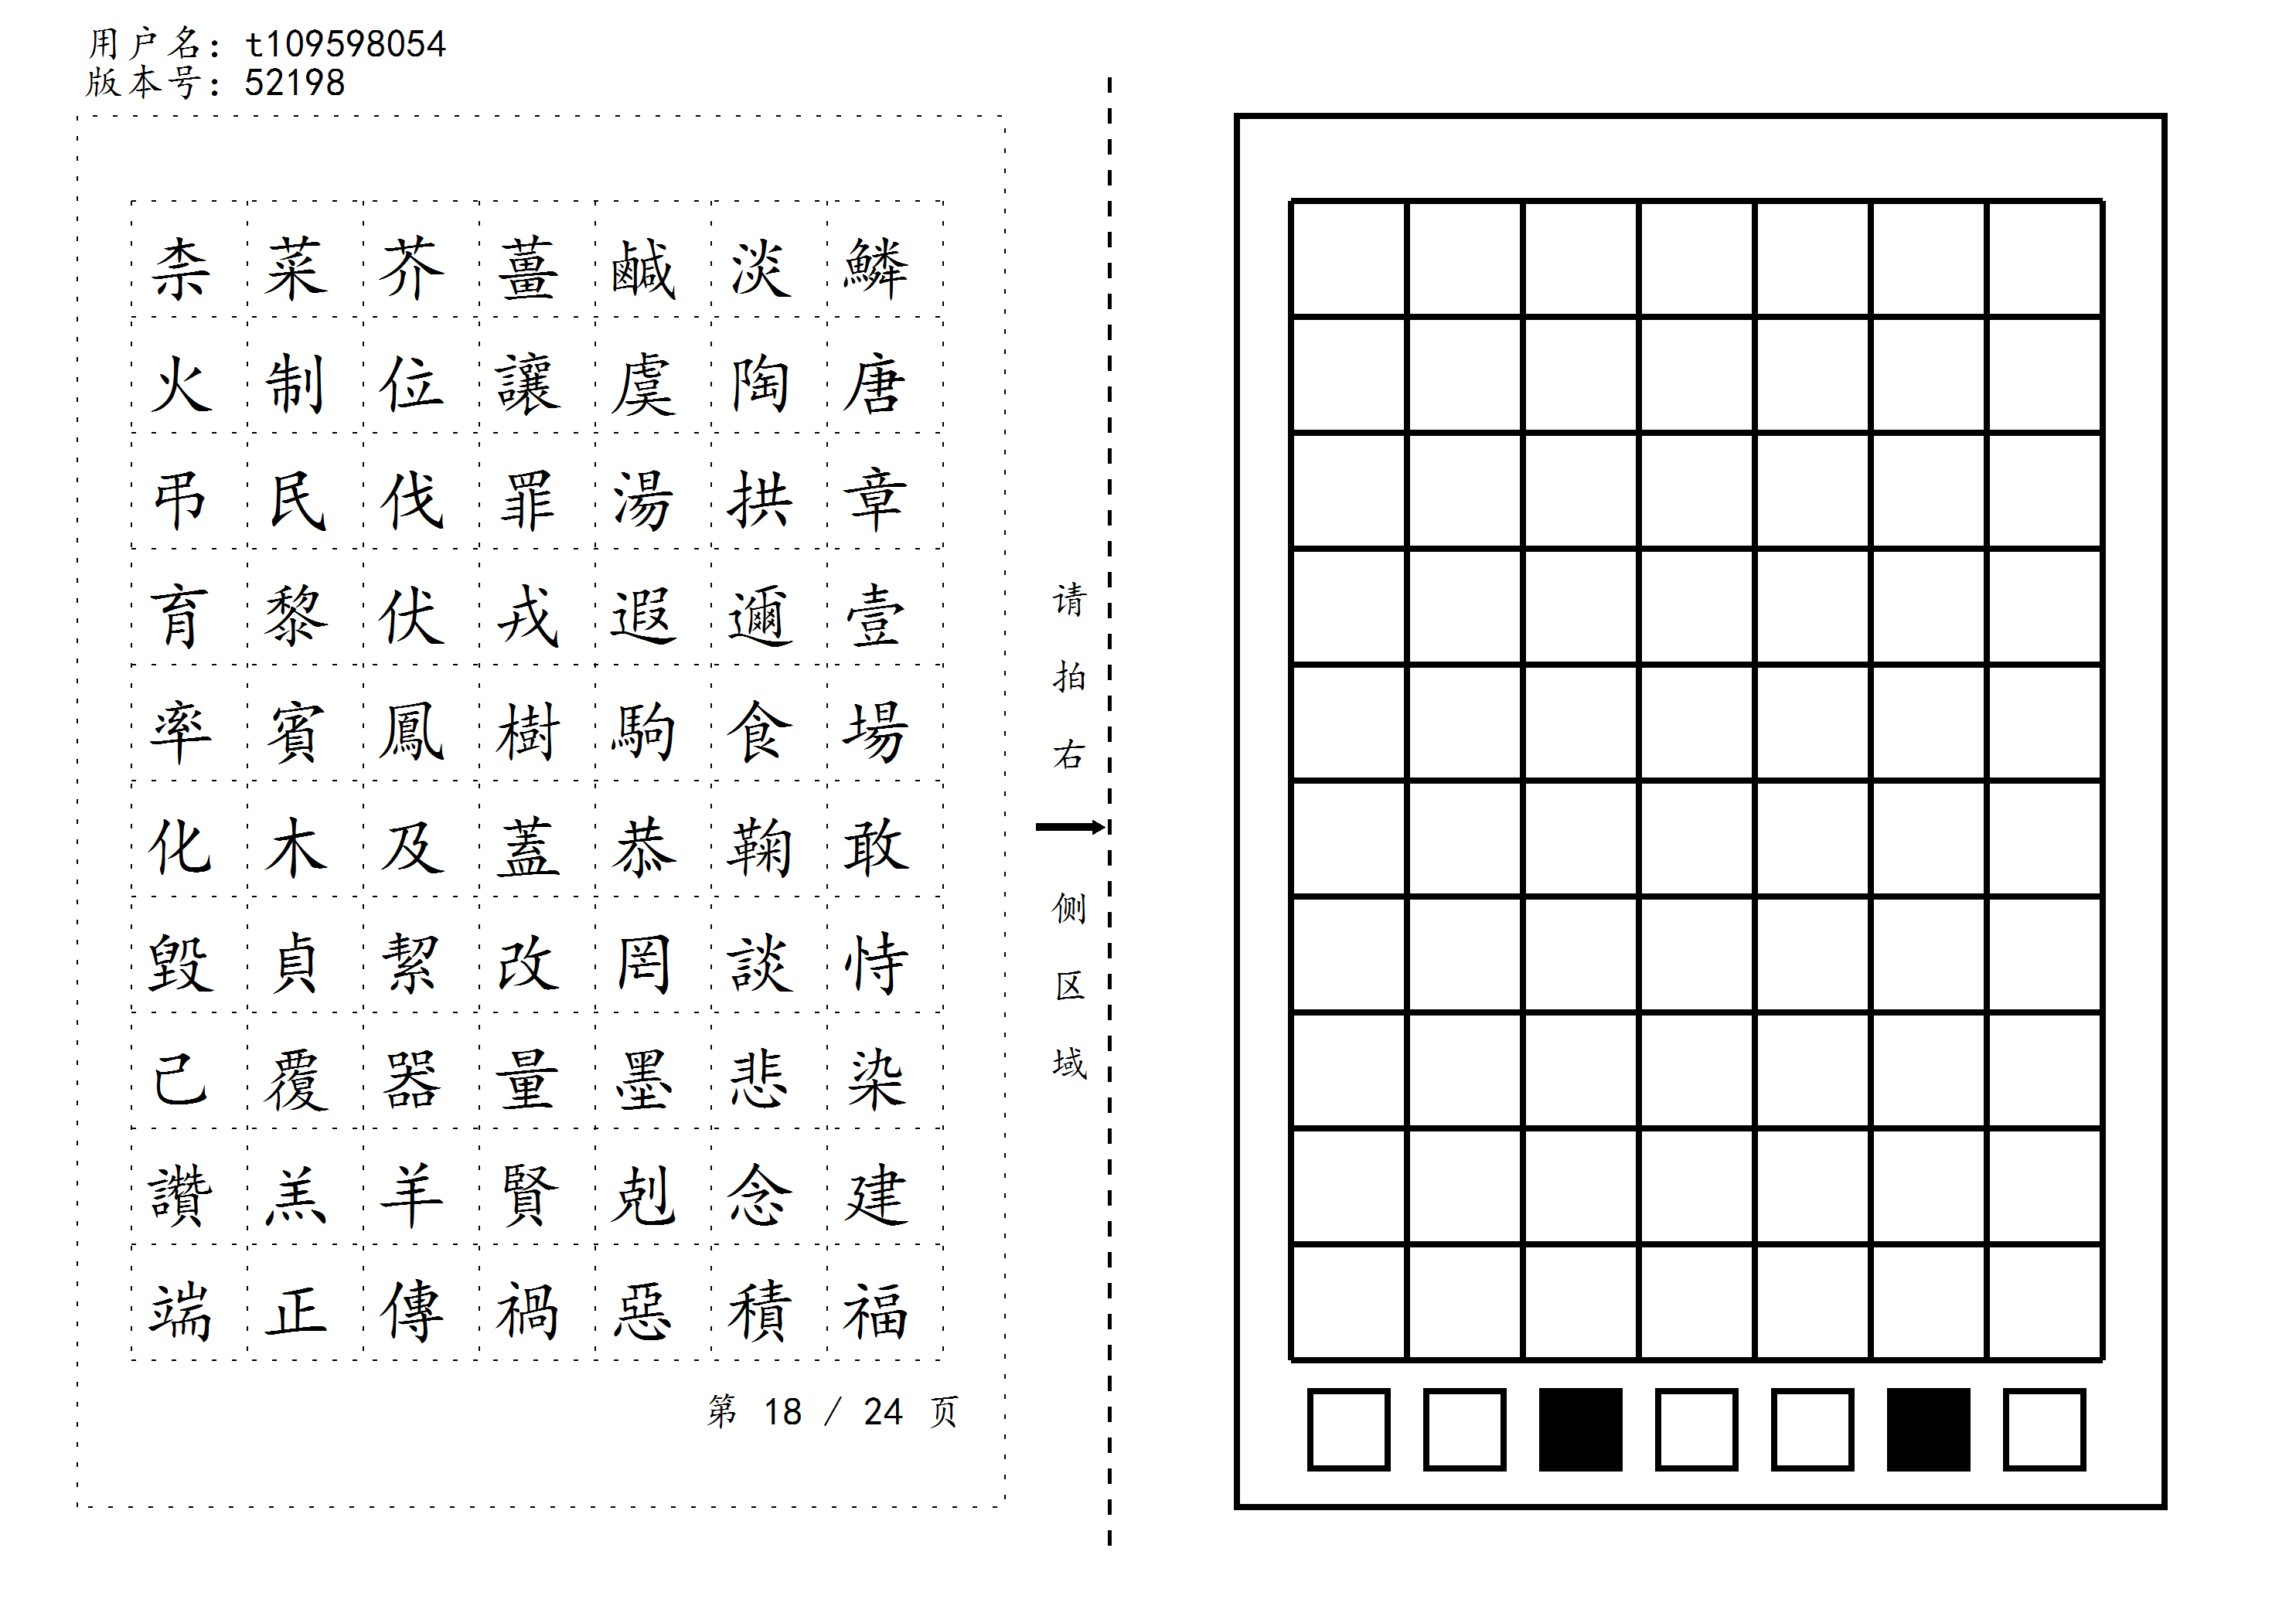 用户名：t109598054
版本号：52198
柰菜芥薑鹹淡鱗
火制位讓虞陶唐
弔民伐罪湯拱章
育黎伏戎遐邇壹
率賓鳳樹駒食場
化木及蓋恭鞠敢
毀貞絜改罔談恃
己覆器量墨悲染
讚羔羊賢剋念建
端正傳禍惡積福
第 18 / 24 页
请拍右侧区域